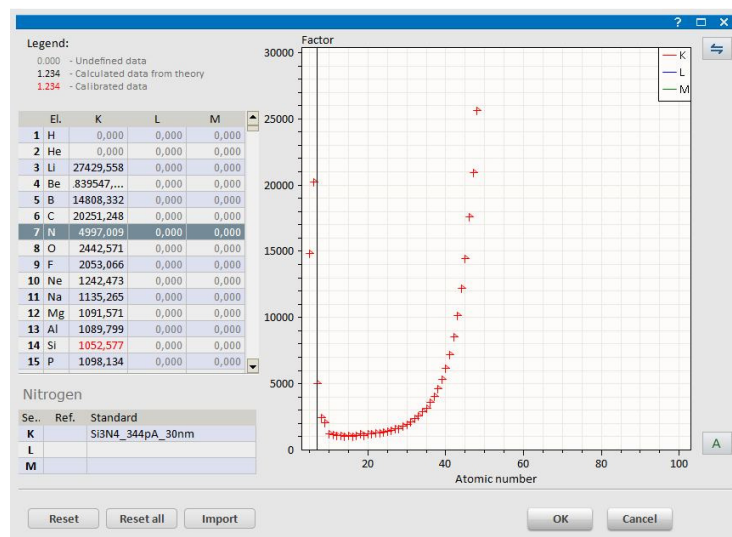 ? □ X
Legend:
0.000 - Undefined data
1.234 - Calculated data from theory
1.234 - Calibrated data
El. K L M
1 H 0,000 0,000 0,000
2 He 0,000 0,000 0,000
3 Li 27429,558 0,000 0,000
4 Be .839547,... 0,000 0,000
5 B 14808,332 0,000 0,000
6 C 20251,248 0,000 0,000
7 N 4997,009 0,000 0,000
8 O 2442,571 0,000 0,000
9 F 2053,066 0,000 0,000
10 Ne 1242,473 0,000 0,000
11 Na 1135,265 0,000 0,000
12 Mg 1091,571 0,000 0,000
13 Al 1089,799 0,000 0,000
14 Si 1052,577 0,000 0,000
15 P 1098,134 0,000 0,000
Nitrogen
Se.. Ref. Standard
K Si3N4_344pA_30nm
L
M
Factor
30000
25000
20000
15000
10000
5000
0
20 40 60 80 100
Atomic number
K
L
M
A
Reset Reset all Import OK Cancel